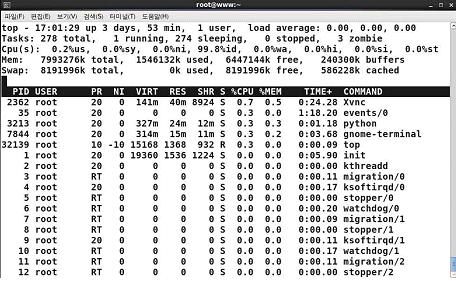 root@www:~
파일(F) 편집(E) 보기(V) 검색(S) 터미널(T) 도움말(H)
top - 17:01:29 up 3 days, 53 min, 1 user, load average: 0.00, 0.00, 0.00
Tasks: 278 total, 1 running, 274 sleeping, 0 stopped, 3 zombie
Cpu(s): 0.2%us, 0.0%sy, 0.0%ni, 99.8%id, 0.0%wa, 0.0%hi, 0.0%si, 0.0%st
Mem: 7993276k total, 1546132k used, 6447144k free, 240300k buffers
Swap: 8191996k total, 0k used, 8191996k free, 586228k cached
PID USER PR NI VIRT RES SHR S %CPU %MEM TIME+ COMMAND
2362 root 20 0 141m 40m 8924 S 0.7 0.5 0:24.28 Xvnc
35 root 20 0 0 0 0 S 0.3 0.0 1:18.20 events/0
3213 root 20 0 327m 24m 12m S 0.3 0.3 0:01.18 python
7844 root 20 0 314m 15m 11m S 0.3 0.2 0:03.68 gnome-terminal
32139 root 10 -10 15168 1368 932 R 0.3 0.0 0:00.09 top
1 root 20 0 19360 1536 1224 S 0.0 0.0 0:05.90 init
2 root 20 0 0 0 0 S 0.0 0.0 0:00.00 kthreadd
3 root RT 0 0 0 0 S 0.0 0.0 0:00.11 migration/0
4 root 20 0 0 0 0 S 0.0 0.0 0:00.17 ksoftirqd/0
5 root RT 0 0 0 0 S 0.0 0.0 0:00.00 stopper/0
6 root RT 0 0 0 0 S 0.0 0.0 0:00.20 watchdog/0
7 root RT 0 0 0 0 S 0.0 0.0 0:00.09 migration/1
8 root RT 0 0 0 0 S 0.0 0.0 0:00.00 stopper/1
9 root 20 0 0 0 0 S 0.0 0.0 0:00.11 ksoftirqd/1
10 root RT 0 0 0 0 S 0.0 0.0 0:00.17 watchdog/1
11 root RT 0 0 0 0 S 0.0 0.0 0:00.11 migration/2
12 root RT 0 0 0 0 S 0.0 0.0 0:00.00 stopper/2